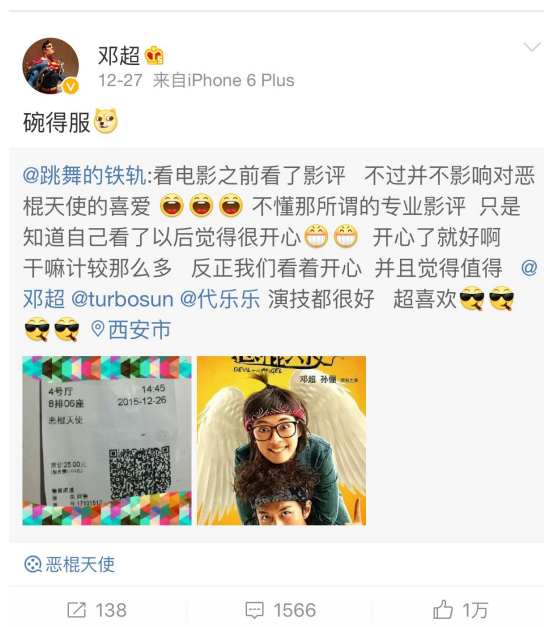 邓超
12-27 来自iPhone 6 Plus
碗得服
@跳舞的铁轨:看电影之前看了影评 不过并不影响对恶
棍天使的喜爱 不懂那所谓的专业影评 只是
知道自己看了以后觉得很开心 开心了就好啊
干嘛计较那么多 反正我们看着开心 并且觉得值得 @
邓超 @turbosun @代乐乐 演技都很好 超喜欢
西安市
4号厅 14:45
8排06座 2015-12-26
恶棍天使
票价25.00元
17101517
DEVIL ANGEL
邓超 孙俪
恶棍天使
138 1566 1万